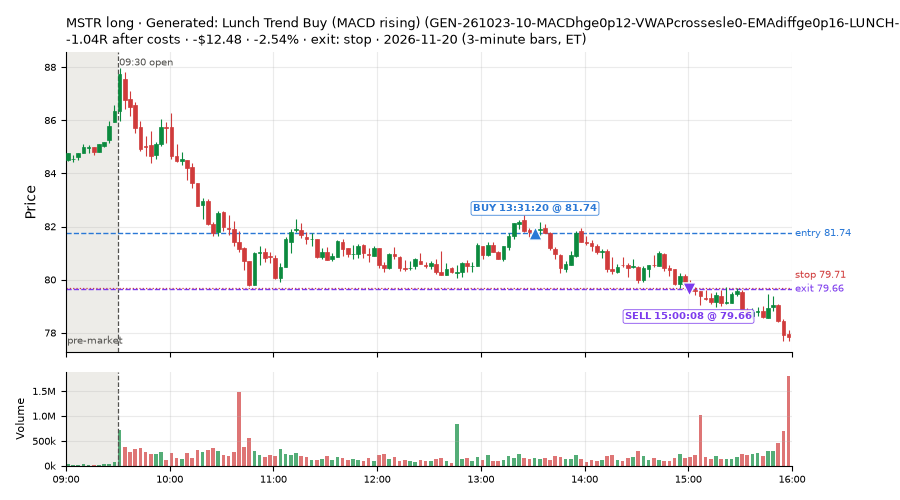 MSTR long · Generated: Lunch Trend Buy (MACD rising) (GEN-261023-10-MACDhge0p12-VWAPcrossesle0-EMAdiffge0p16-LUNCH-
-1.04R after costs · -$12.48 · -2.54% · exit: stop · 2026-11-20 (3-minute bars, ET)
09:30 open
88
86
84
82
80
78
Price
BUY 13:31:20 @ 81.74
entry 81.74
stop 79.71
exit 79.66
SELL 15:00:08 @ 79.66
pre-market
1.5M
1.0M
500k
0k
Volume
09:00
10:00
11:00
12:00
13:00
14:00
15:00
16:00